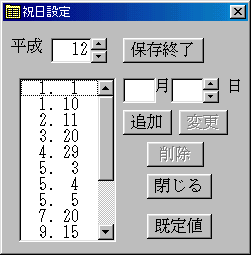 祝日設定
平成 12 保存終了
月 日
1. 1
1. 10
2. 11
3. 20
4. 29
5. 3
5. 4
5. 5
7. 20
9. 15
追加 変更
削除
閉じる
既定値